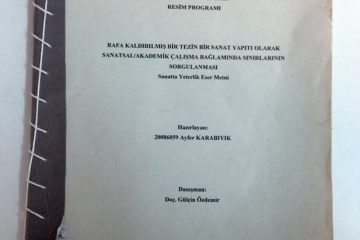 RESİM PROGRAMI
RAFA KALDIRILMIŞ BİR TEZİN BİR SANAT YAPITI OLARAK
SANATSAL/AKADEMİK ÇALIŞMA BAĞLAMINDA SINIRLARININ
SORGULANMASI
Sanatta Yeterlik Eser Metni
Hazırlayan:
20086059 Ayfer KARABIYIK
Danışman:
Doç. Gülçin Özdemir